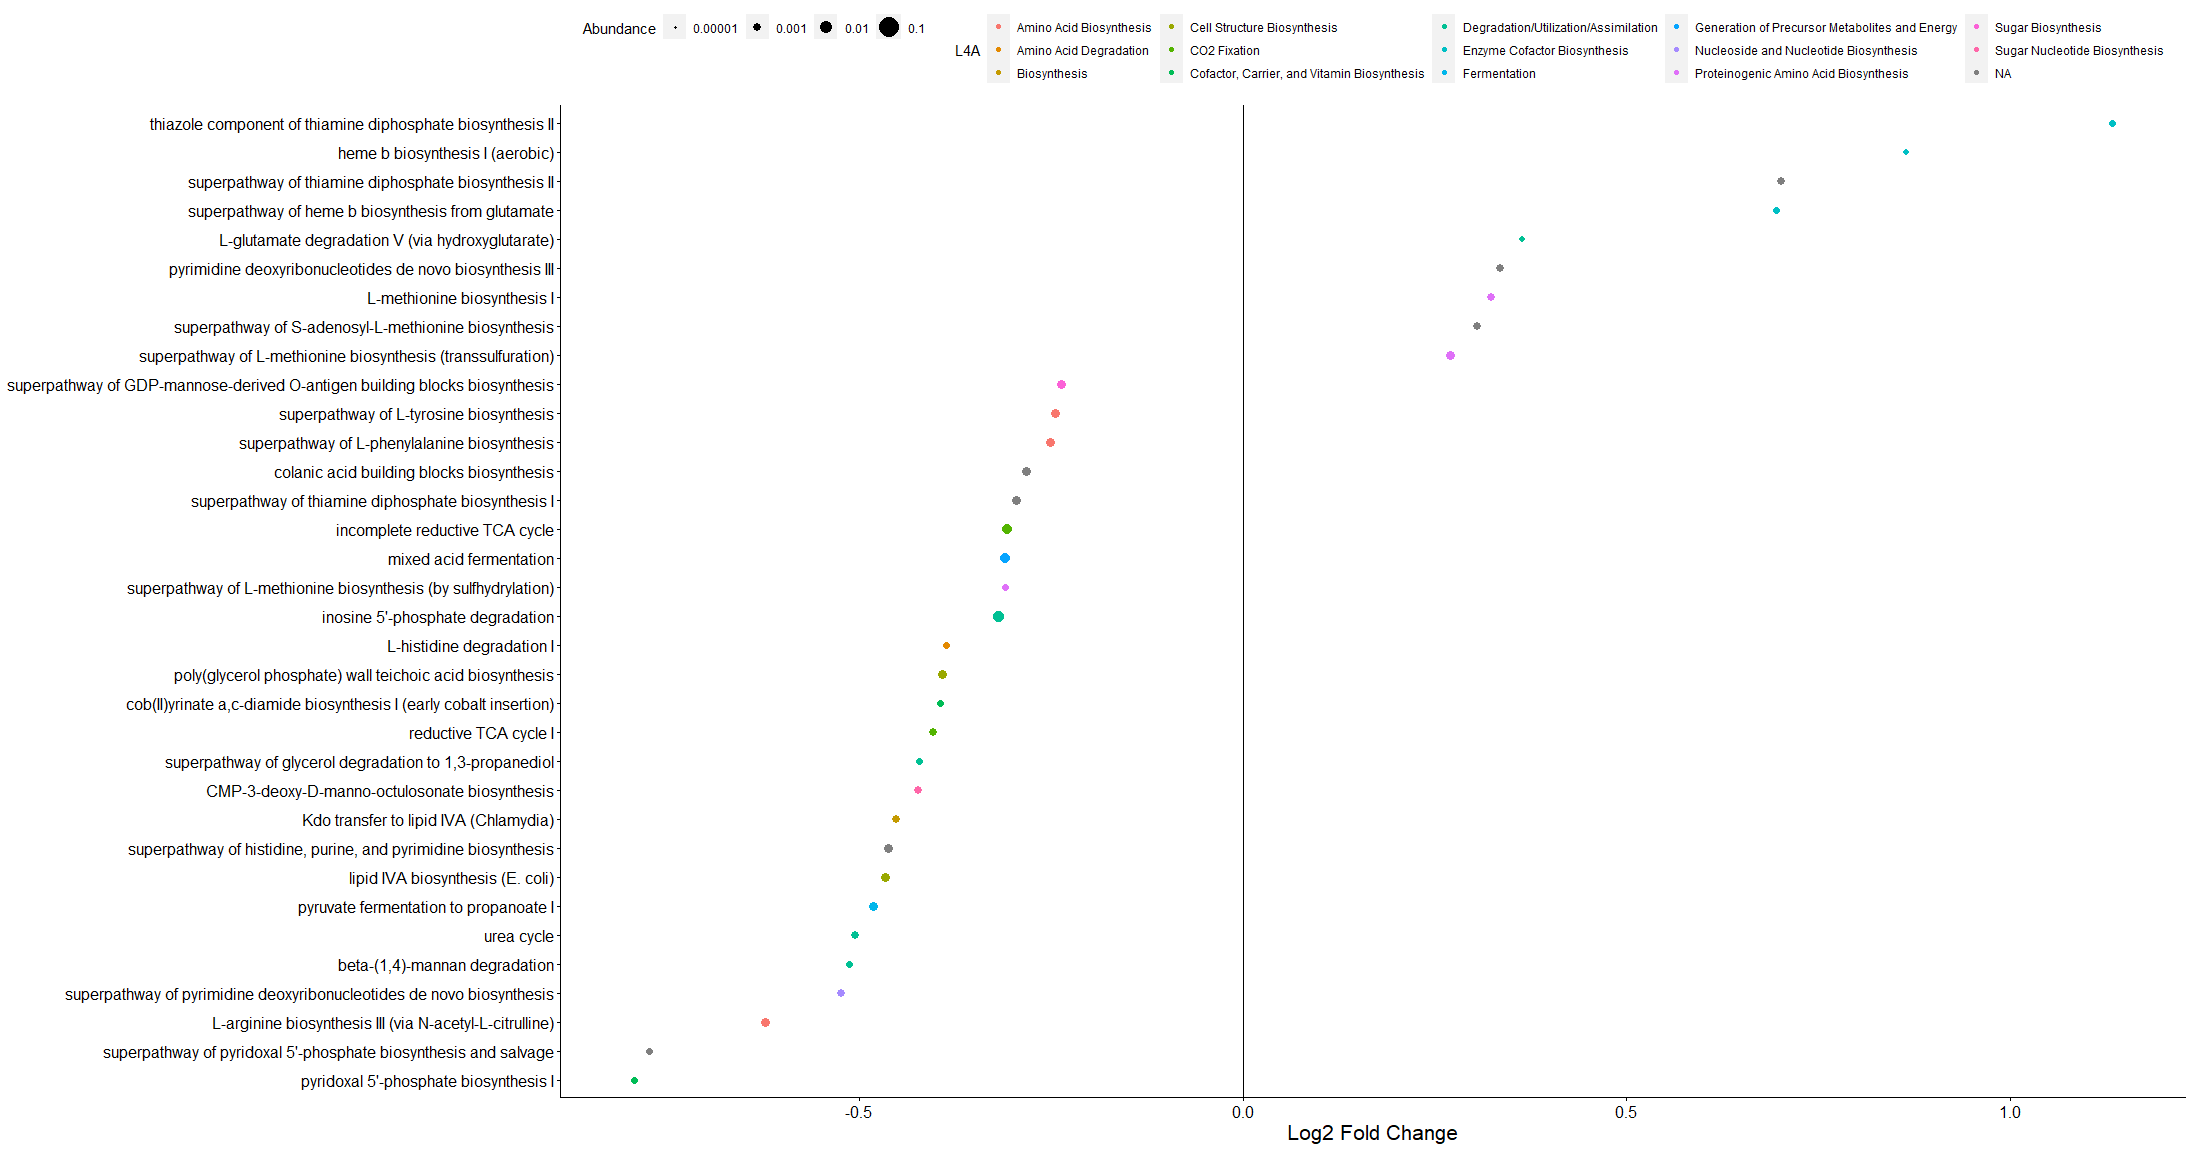 Abundance 0.00001 0.001 0.01 0.1
L4A
Amino Acid Biosynthesis
Amino Acid Degradation
Biosynthesis
Cell Structure Biosynthesis
CO2 Fixation
Cofactor, Carrier, and Vitamin Biosynthesis
Degradation/Utilization/Assimilation
Enzyme Cofactor Biosynthesis
Fermentation
Generation of Precursor Metabolites and Energy
Nucleoside and Nucleotide Biosynthesis
Proteinogenic Amino Acid Biosynthesis
Sugar Biosynthesis
Sugar Nucleotide Biosynthesis
NA
thiazole component of thiamine diphosphate biosynthesis II
heme b biosynthesis I (aerobic)
superpathway of thiamine diphosphate biosynthesis II
superpathway of heme b biosynthesis from glutamate
L-glutamate degradation V (via hydroxyglutarate)
pyrimidine deoxyribonucleotides de novo biosynthesis III
L-methionine biosynthesis I
superpathway of S-adenosyl-L-methionine biosynthesis
superpathway of L-methionine biosynthesis (transsulfuration)
superpathway of GDP-mannose-derived O-antigen building blocks biosynthesis
superpathway of L-tyrosine biosynthesis
superpathway of L-phenylalanine biosynthesis
colanic acid building blocks biosynthesis
superpathway of thiamine diphosphate biosynthesis I
incomplete reductive TCA cycle
mixed acid fermentation
superpathway of L-methionine biosynthesis (by sulfhydrylation)
inosine 5'-phosphate degradation
L-histidine degradation I
poly(glycerol phosphate) wall teichoic acid biosynthesis
cob(II)yrinate a,c-diamide biosynthesis I (early cobalt insertion)
reductive TCA cycle I
superpathway of glycerol degradation to 1,3-propanediol
CMP-3-deoxy-D-manno-octulosonate biosynthesis
Kdo transfer to lipid IVA (Chlamydia)
superpathway of histidine, purine, and pyrimidine biosynthesis
lipid IVA biosynthesis (E. coli)
pyruvate fermentation to propanoate I
urea cycle
beta-(1,4)-mannan degradation
superpathway of pyrimidine deoxyribonucleotides de novo biosynthesis
L-arginine biosynthesis III (via N-acetyl-L-citrulline)
superpathway of pyridoxal 5'-phosphate biosynthesis and salvage
pyridoxal 5'-phosphate biosynthesis I
-0.5 0.0 0.5 1.0
Log2 Fold Change